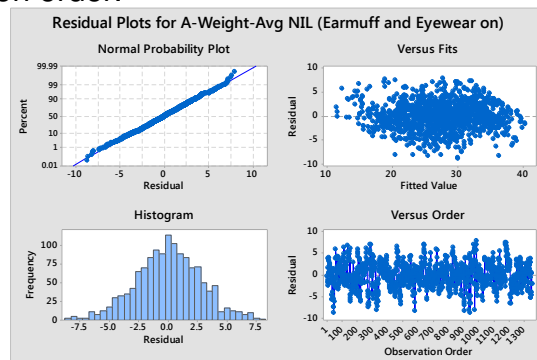 Residual Plots for A-Weight-Avg NIL (Earmuff and Eyewear on)
Normal Probability Plot
99.99
99
90
50
10
1
0.01
Percent
-10 -5 0 5 10
Residual
Versus Fits
10
5
0
-5
-10
Residual
10 20 30 40
Fitted Value
Histogram
100
75
50
25
0
Frequency
-7.5 -5.0 -2.5 0.0 2.5 5.0 7.5
Residual
Versus Order
10
5
0
-5
-10
Residual
1 100 200 300 400 500 600 700 800 900 1000 1100 1200 1300
Observation Order